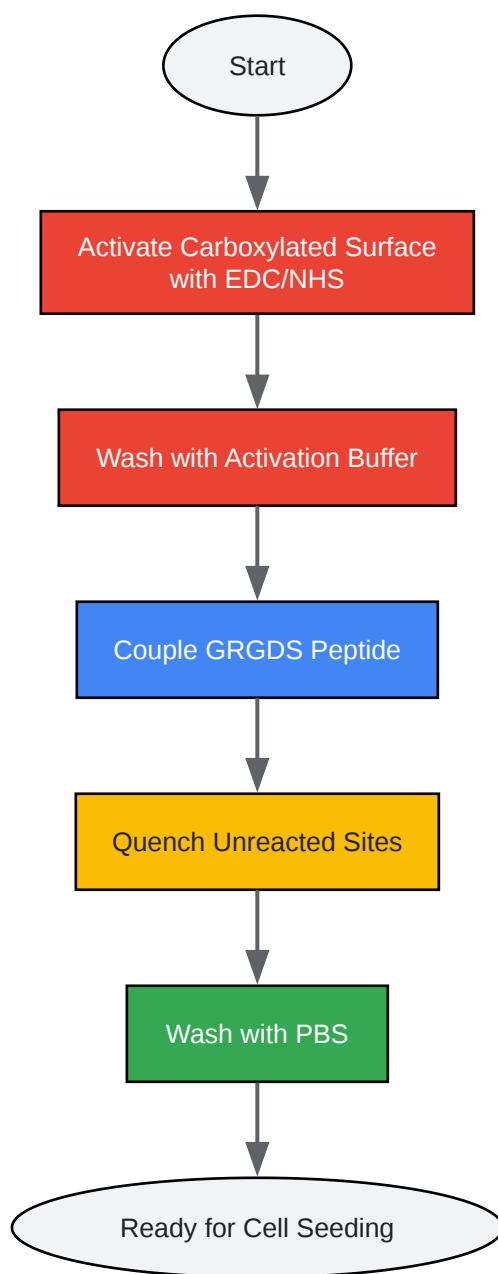 Start
Activate Carboxylated Surface
with EDC/NHS
Wash with Activation Buffer
Couple GRGDS Peptide
Quench Unreacted Sites
Wash with PBS
Ready for Cell Seeding